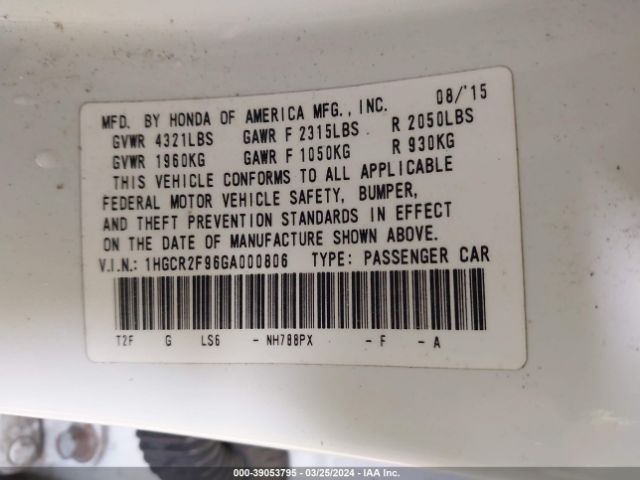 MFD. BY HONDA OF AMERICA MFG., INC. 08/'15
GVWR 4321LBS GAWR F 2315LBS R 2050LBS
GVWR 1960KG GAWR F 1050KG R 930KG
THIS VEHICLE CONFORMS TO ALL APPLICABLE
FEDERAL MOTOR VEHICLE SAFETY, BUMPER,
AND THEFT PREVENTION STANDARDS IN EFFECT
ON THE DATE OF MANUFACTURE SHOWN ABOVE.
V.I.N.: 1HGCR2F96GA000806 TYPE: PASSENGER CAR
T2F G LS6 - NH788PX - F - A
000-39053795 - 03/25/2024 - IAA Inc.